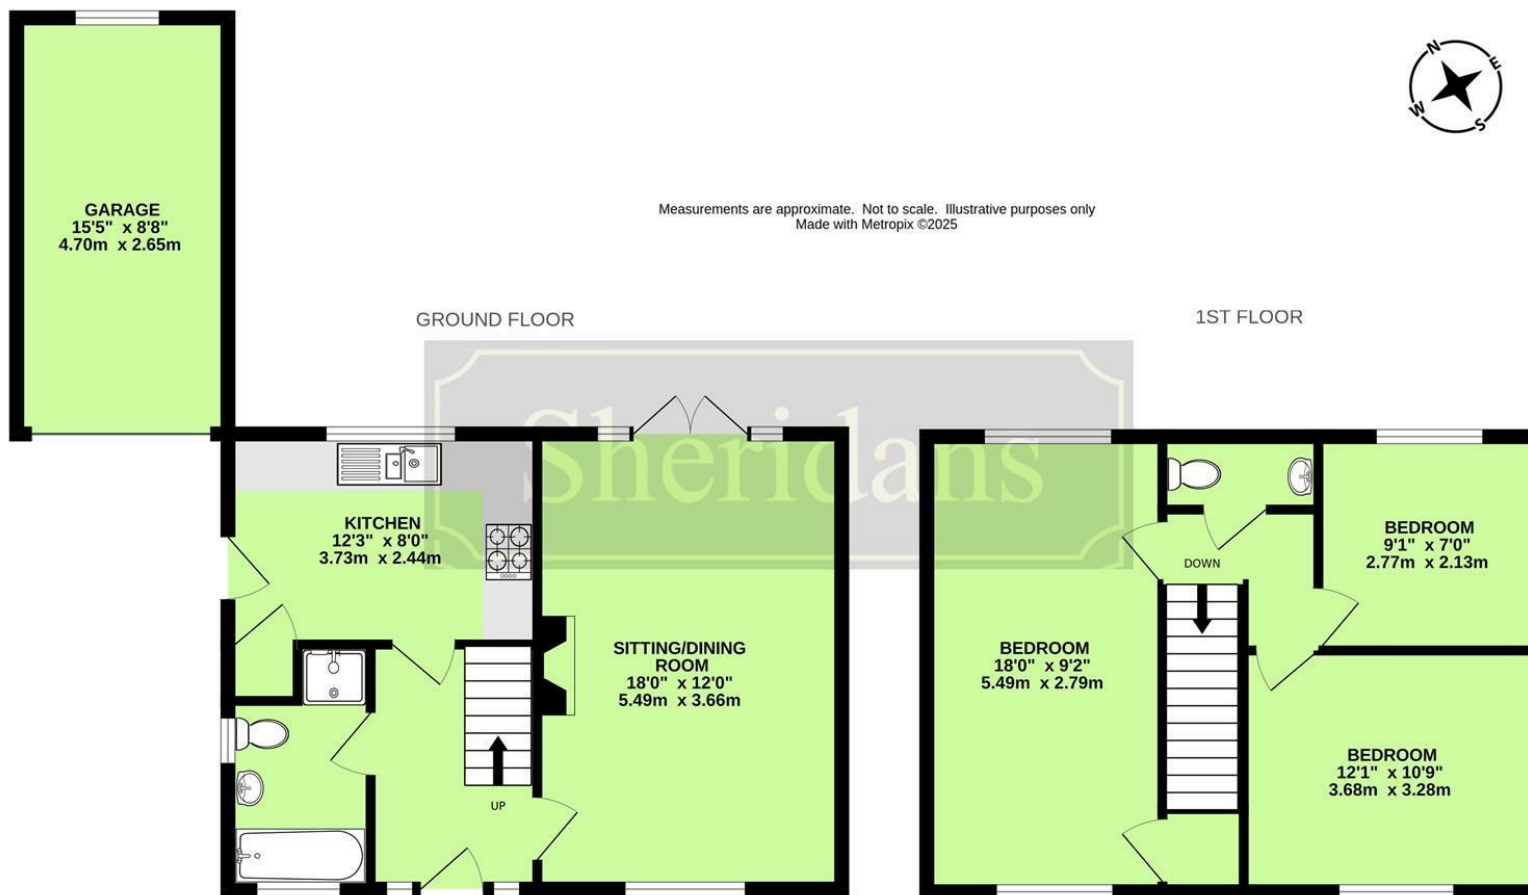 N
E
S
W
GARAGE
15'5" x 8'8"
4.70m x 2.65m
Measurements are approximate. Not to scale. Illustrative purposes only
Made with Metropix ©2025
GROUND FLOOR
1ST FLOOR
Sheridans
KITCHEN
12'3" x 8'0"
3.73m x 2.44m
SITTING/DINING
ROOM
18'0" x 12'0"
5.49m x 3.66m
UP
BEDROOM
18'0" x 9'2"
5.49m x 2.79m
DOWN
BEDROOM
9'1" x 7'0"
2.77m x 2.13m
BEDROOM
12'1" x 10'9"
3.68m x 3.28m